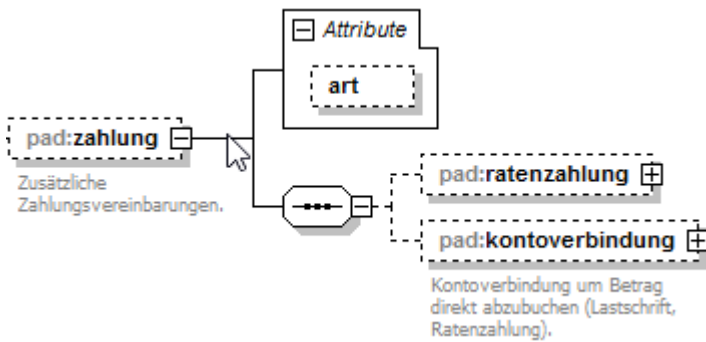 Attribute
art
pad:zahlung
Zusätzliche
Zahlungsvereinbarungen.
pad:ratenzahlung
pad:kontoverbindung
Kontoverbindung um Betrag
direkt abzubuchen (Lastschrift,
Ratenzahlung).